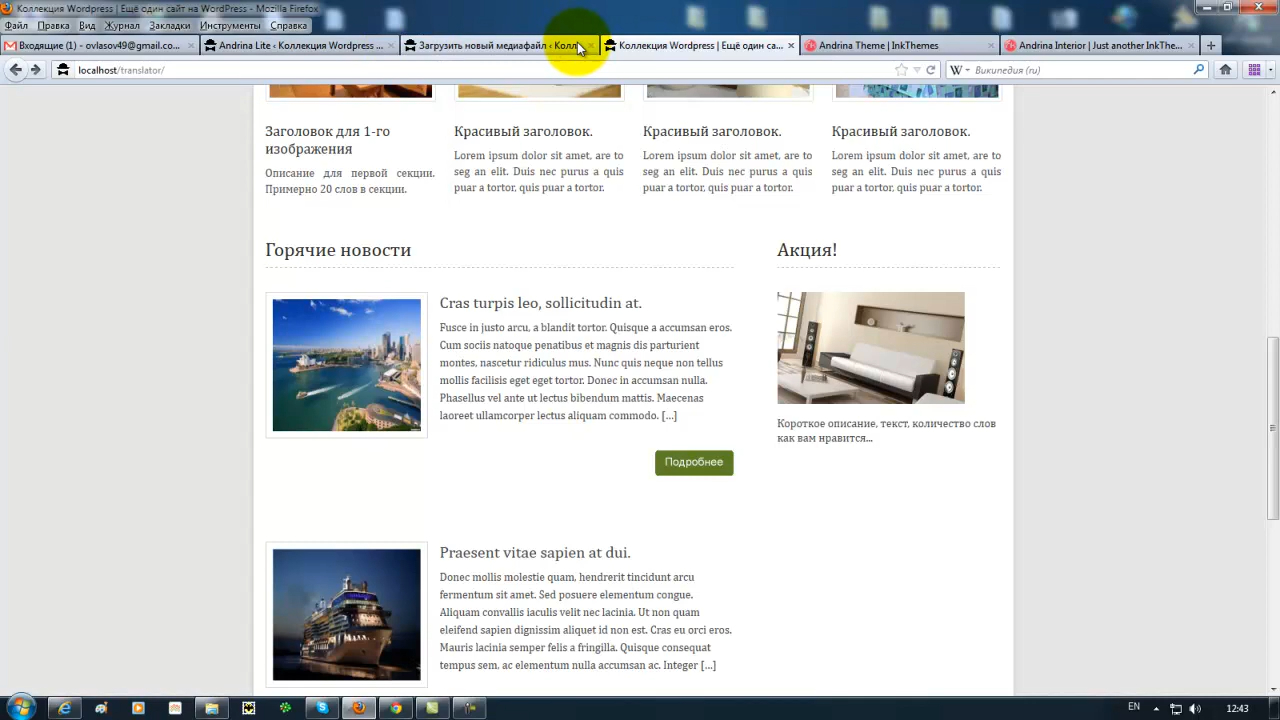 Коллекция Wordpress | Ещё один сайт на WordPress - Mozilla Firefox
Файл Правка Вид Журнал Закладки Инструменты Справка
Входящие (1) - ovlasov49@gmail.co...
Andrina Lite ‹ Коллекция Wordpress ...
Загрузить новый медиафайл ‹ Колл
Коллекция Wordpress | Ещё один са...
Andrina Theme | InkThemes
Andrina Interior | Just another InkThe...
localhost/translator/
Википедия (ru)
Заголовок для 1-го
изображения
Описание для первой секции.
Примерно 20 слов в секции.
Красивый заголовок.
Lorem ipsum dolor sit amet, are to
seg an elit. Duis nec purus a quis
puar a tortor, quis puar a tortor.
Красивый заголовок.
Lorem ipsum dolor sit amet, are to
seg an elit. Duis nec purus a quis
puar a tortor, quis puar a tortor.
Красивый заголовок.
Lorem ipsum dolor sit amet, are to
seg an elit. Duis nec purus a quis
puar a tortor, quis puar a tortor.
Горячие новости
Cras turpis leo, sollicitudin at.
Fusce in justo arcu, a blandit tortor. Quisque a accumsan eros.
Cum sociis natoque penatibus et magnis dis parturient
montes, nascetur ridiculus mus. Nunc quis neque non tellus
mollis facilisis eget eget tortor. Donec in accumsan nulla.
Phasellus vel ante ut lectus bibendum mattis. Maecenas
laoreet ullamcorper lectus aliquam commodo. [...]
Подробнее
Praesent vitae sapien at dui.
Donec mollis molestie quam, hendrerit tincidunt arcu
fermentum sit amet. Sed posuere elementum congue.
Aliquam convallis iaculis velit nec lacinia. Ut non quam
eleifend sapien dignissim aliquet id non est. Cras eu orci eros.
Mauris lacinia semper felis a fringilla. Quisque consequat
tempus sem, ac elementum nulla accumsan ac. Integer [...]
Акция!
Короткое описание, текст, количество слов
как вам нравится...
EN
12:43